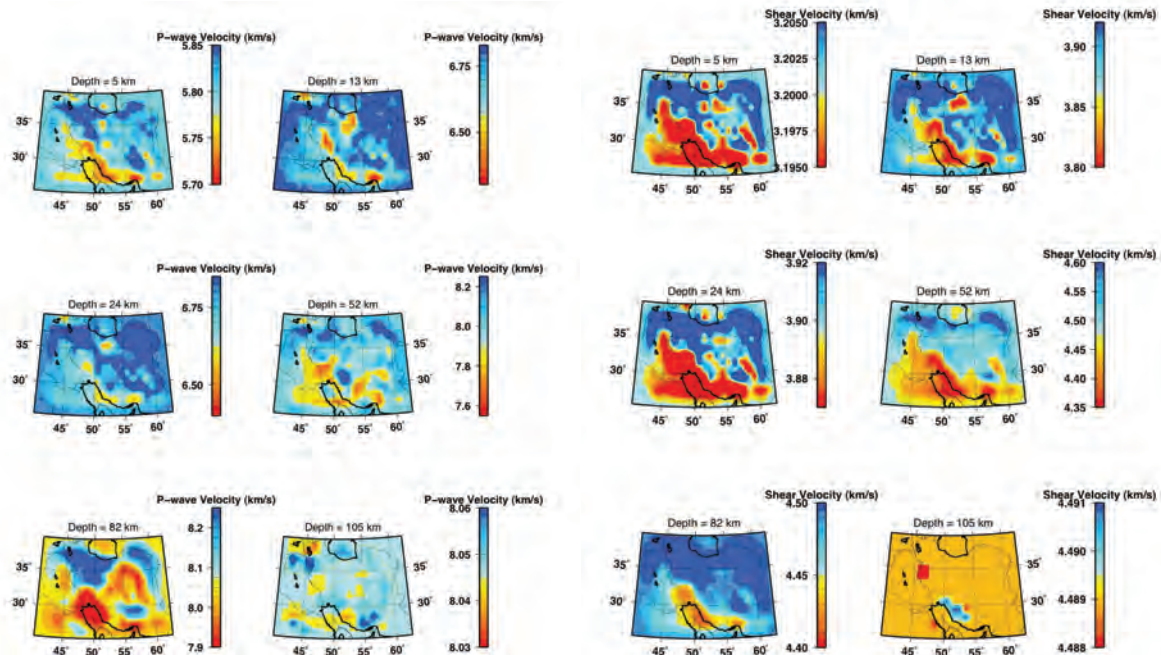 P-wave Velocity (km/s)
5.85
5.80
5.75
5.70
Depth = 5 km
35°
30°
45° 50° 55° 60°
P-wave Velocity (km/s)
6.75
6.50
Depth = 13 km
35°
30°
45° 50° 55° 60°
Shear Velocity (km/s)
3.2050
3.2025
3.2000
3.1975
3.1950
Depth = 5 km
35°
30°
45° 50° 55° 60°
Shear Velocity (km/s)
3.90
3.85
3.80
Depth = 13 km
35°
30°
45° 50° 55° 60°
P-wave Velocity (km/s)
6.75
6.50
Depth = 24 km
35°
30°
45° 50° 55° 60°
P-wave Velocity (km/s)
8.2
8.0
7.8
7.6
Depth = 52 km
35°
30°
45° 50° 55° 60°
Shear Velocity (km/s)
3.92
3.90
3.88
Depth = 24 km
35°
30°
45° 50° 55° 60°
Shear Velocity (km/s)
4.60
4.55
4.50
4.45
4.40
4.35
Depth = 52 km
35°
30°
45° 50° 55° 60°
P-wave Velocity (km/s)
8.2
8.1
8.0
7.9
Depth = 82 km
35°
30°
45° 50° 55° 60°
P-wave Velocity (km/s)
8.06
8.05
8.04
8.03
Depth = 105 km
35°
30°
45° 50° 55° 60°
Shear Velocity (km/s)
4.50
4.45
4.40
Depth = 82 km
35°
30°
45° 50° 55° 60°
Shear Velocity (km/s)
4.491
4.490
4.489
4.488
Depth = 105 km
35°
30°
45° 50° 55° 60°